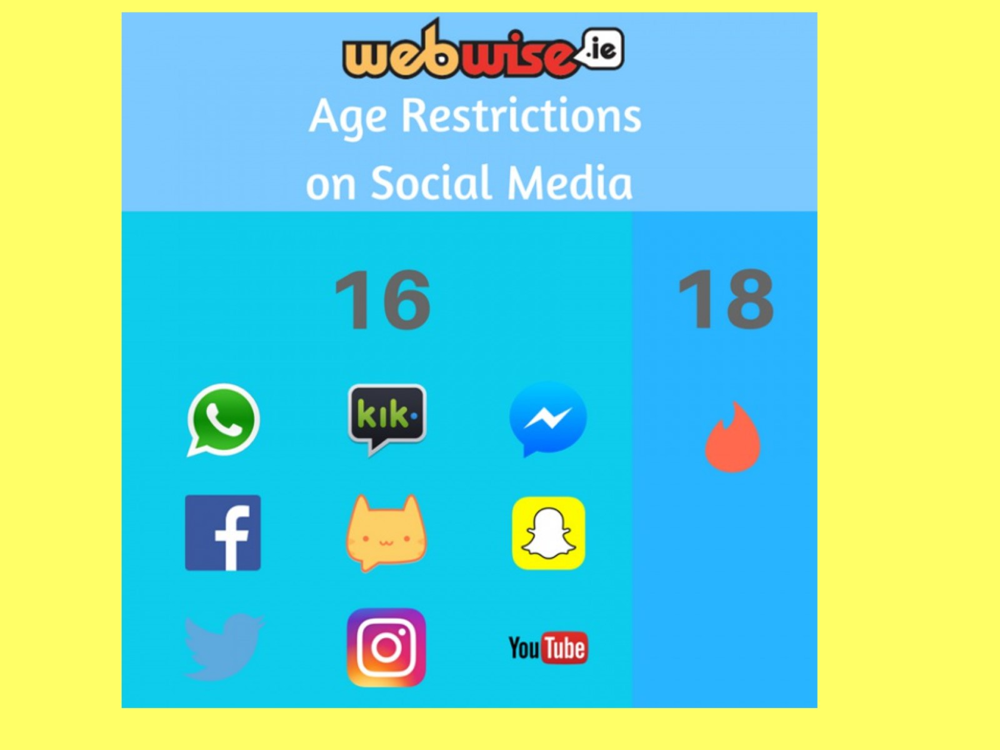 webwise.ie
Age Restrictions
on Social Media
16
18
kik
f
YouTube